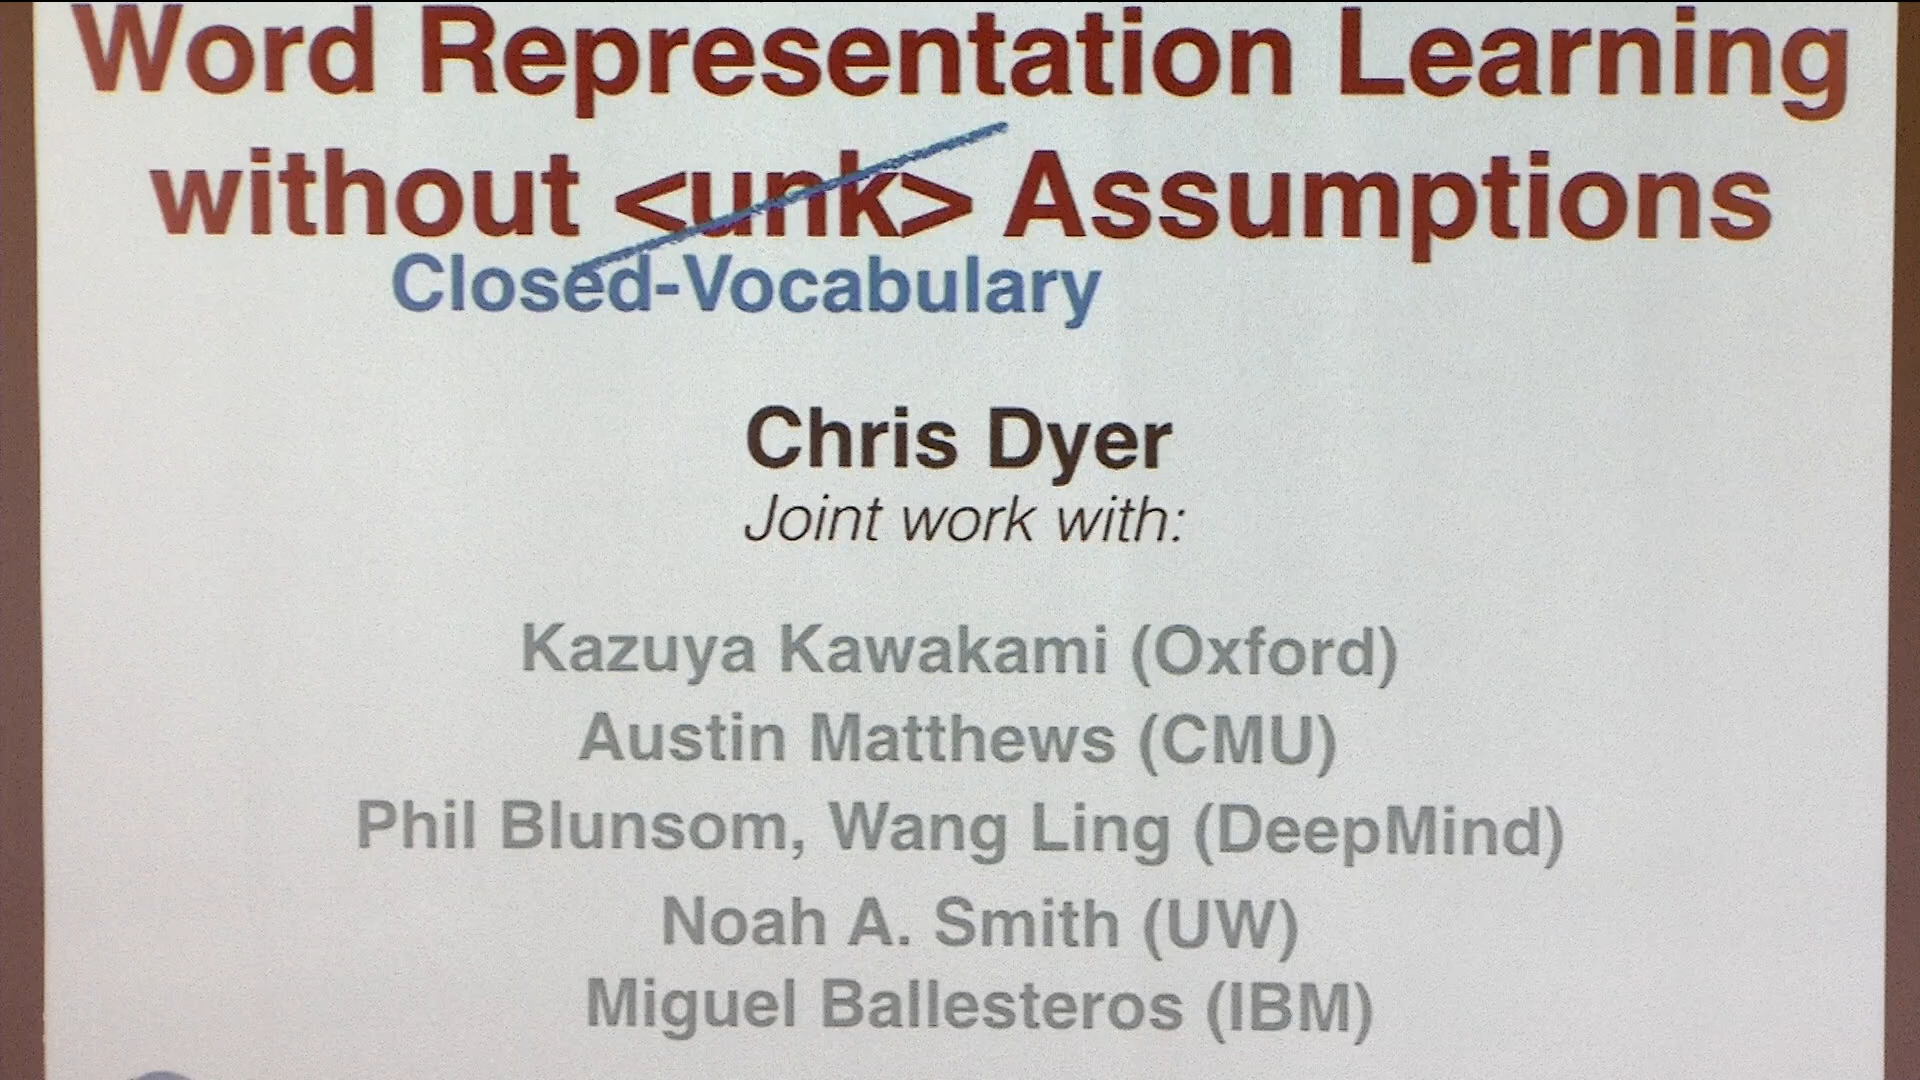 Word Representation Learning
without <unk> Assumptions
Closed-Vocabulary
Chris Dyer
Joint work with:
Kazuya Kawakami (Oxford)
Austin Matthews (CMU)
Phil Blunsom, Wang Ling (DeepMind)
Noah A. Smith (UW)
Miguel Ballesteros (IBM)